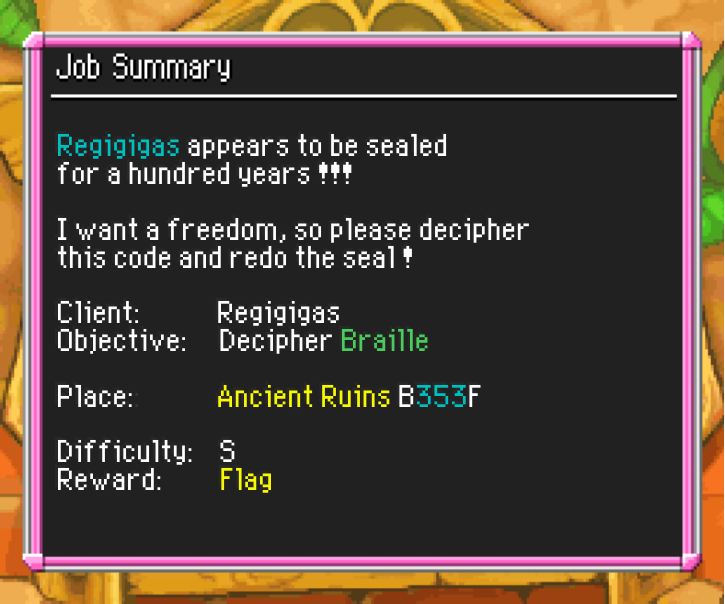 Job Summary
Regigigas appears to be sealed
for a hundred years !!!
I want a freedom, so please decipher
this code and redo the seal !
Client: Regigigas
Objective: Decipher Braille
Place: Ancient Ruins B353F
Difficulty: S
Reward: Flag